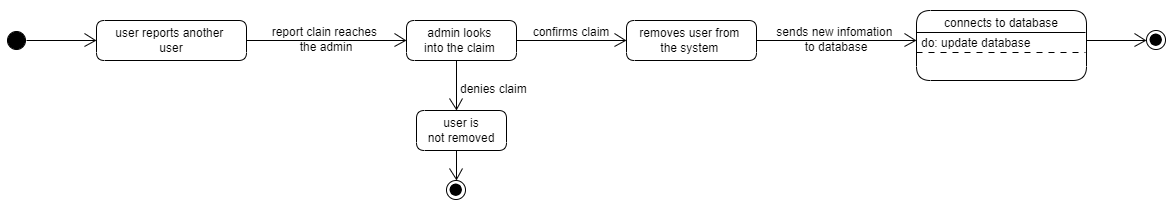 user reports another
user
report clain reaches
the admin
admin looks
into the claim
confirms claim
removes user from
the system
sends new infomation
to database
connects to database
do: update database
denies claim
user is
not removed